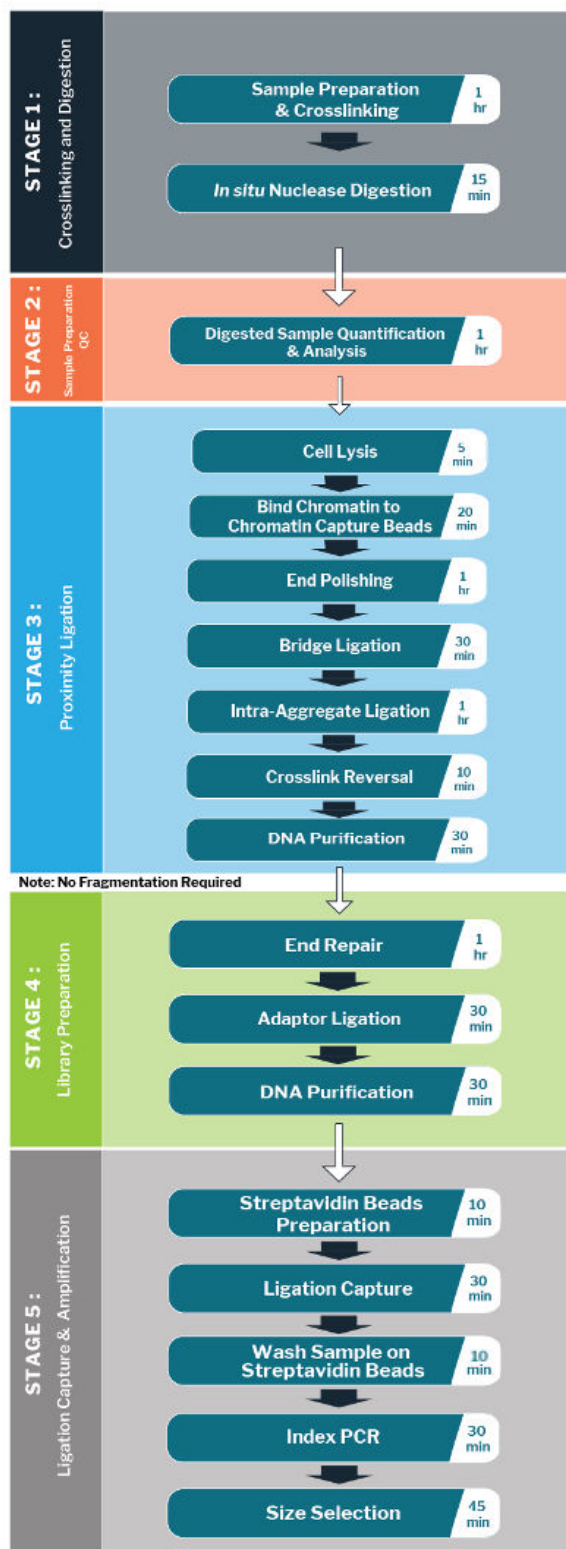 STAGE 1 :
Crosslinking and Digestion
Sample Preparation
& Crosslinking
1
hr
In situ Nuclease Digestion
15
min
STAGE 2 :
Sample Preparation
QC
Digested Sample Quantification
& Analysis
1
hr
STAGE 3 :
Proximity Ligation
Cell Lysis
5
min
Bind Chromatin to
Chromatin Capture Beads
20
min
End Polishing
1
hr
Bridge Ligation
30
min
Intra-Aggregate Ligation
1
hr
Crosslink Reversal
10
min
DNA Purification
30
min
Note: No Fragmentation Required
STAGE 4 :
Library Preparation
End Repair
1
hr
Adaptor Ligation
30
min
DNA Purification
30
min
STAGE 5 :
Ligation Capture & Amplification
Streptavidin Beads
Preparation
10
min
Ligation Capture
30
min
Wash Sample on
Streptavidin Beads
10
min
Index PCR
30
min
Size Selection
45
min